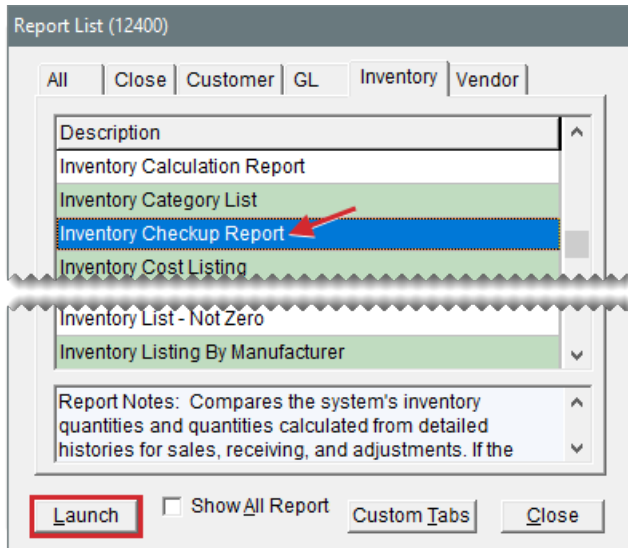 Report List (12400)
All Close Customer GL Inventory Vendor
Description
Inventory Calculation Report
Inventory Category List
Inventory Checkup Report
Inventory Cost Listing
Inventory List - Not Zero
Inventory Listing By Manufacturer
Report Notes: Compares the system's inventory
quantities and quantities calculated from detailed
histories for sales, receiving, and adjustments. If the
Launch Show All Report Custom Tabs Close